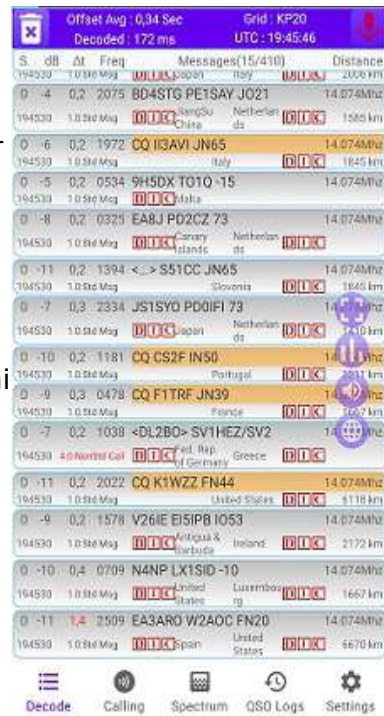 Offset Avg : 0,34 Sec Grid : KP20
Decoded : 172 ms UTC : 19:45:46
S. dB Δt Freq Messages(15/410) Distance
194530 1.0:Std Msg D I C Japan Italy D I C
0 -4 0,2 2075 BD4STG PE1SAY JO21 14.074Mhz
194530 1.0:Std Msg D I C JiangSu China Netherlands D I C 1585 km
0 -6 0,2 1972 CQ II3AVI JN65 14.074Mhz
194530 1.0:Std Msg Italy D I C 1845 km
0 -5 0,2 0534 9H5DX TO1Q -15 14.074Mhz
194530 1.0:Std Msg D I C Malta
0 -8 0,2 0325 EA8J PD2CZ 73 14.074Mhz
194530 1.0:Std Msg D I C Canary Islands Netherlands D I C
0 -11 0,2 1394 <...> S51CC JN65 14.074Mhz
194530 1.0:Std Msg Slovenia D I C 1845 km
0 -7 0,3 2334 JS1SYO PD0IFI 73
194530 1.0:Std Msg D I C Japan Netherlands D I C
0 -10 0,2 1181 CQ CS2F IN50
194530 1.0:Std Msg Portugal D I C
0 -9 0,3 0478 CQ F1TRF JN39
194530 1.0:Std Msg France D I C
0 -7 0,2 1038 <DL2BO> SV1HEZ/SV2
194530 4.0:NonStd Call D I C Fed. Rep. of Germany Greece D I C
0 -11 0,2 2022 CQ K1WZZ FN44 14.074Mhz
194530 1.0:Std Msg United States D I C 6118 km
0 -9 0,2 1578 V26IE EI5IPB IO53 14.074Mhz
194530 1.0:Std Msg D I C Antigua & Barbuda Ireland D I C 2172 km
0 -10 0,4 0709 N4NP LX1SID -10 14.074Mhz
194530 1.0:Std Msg D I C United States Luxembourg D I C 1667 km
0 -11 1,4 2509 EA3ARO W2AOC FN20 14.074Mhz
194530 1.0:Std Msg D I C Spain United States D I C 6670 km
Decode Calling Spectrum QSO Logs Settings